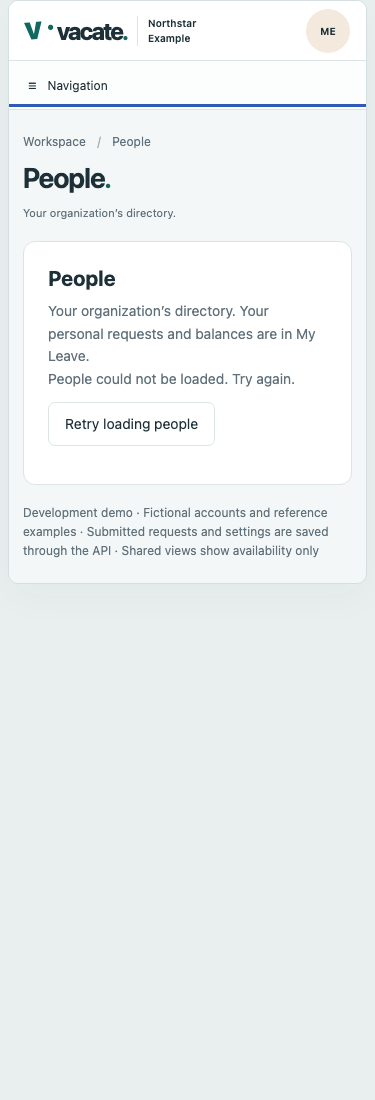 vacate.
Northstar
Example
ME
≡ Navigation
Workspace / People
People.
Your organization's directory.
People
Your organization's directory. Your
personal requests and balances are in My
Leave.
People could not be loaded. Try again.
Retry loading people
Development demo · Fictional accounts and reference
examples · Submitted requests and settings are saved
through the API · Shared views show availability only